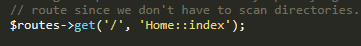 // route since we don't have to scan directories.
$routes->get('/', 'Home::index');